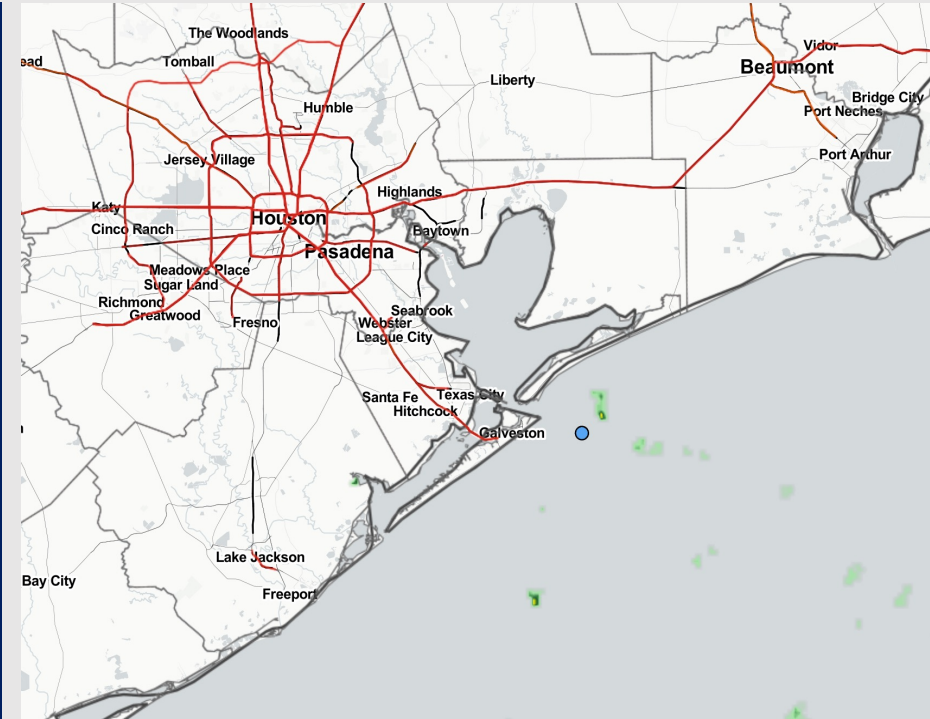 The Woodlands
Vidor
ead
Tomball
Beaumont
Liberty
Bridge City
Humble
Port Neches
Jersey Village
Port Arthur
Highlands
Katy
Houston
Cinco Ranch
Baytown
Pasadena
Meadows Place
Sugar Land
Richmond
Greatwood
Seabrook
Fresno
Webster
League City
Santa Fe
Texas City
Hitchcock
Galveston
Lake Jackson
Bay City
Freeport